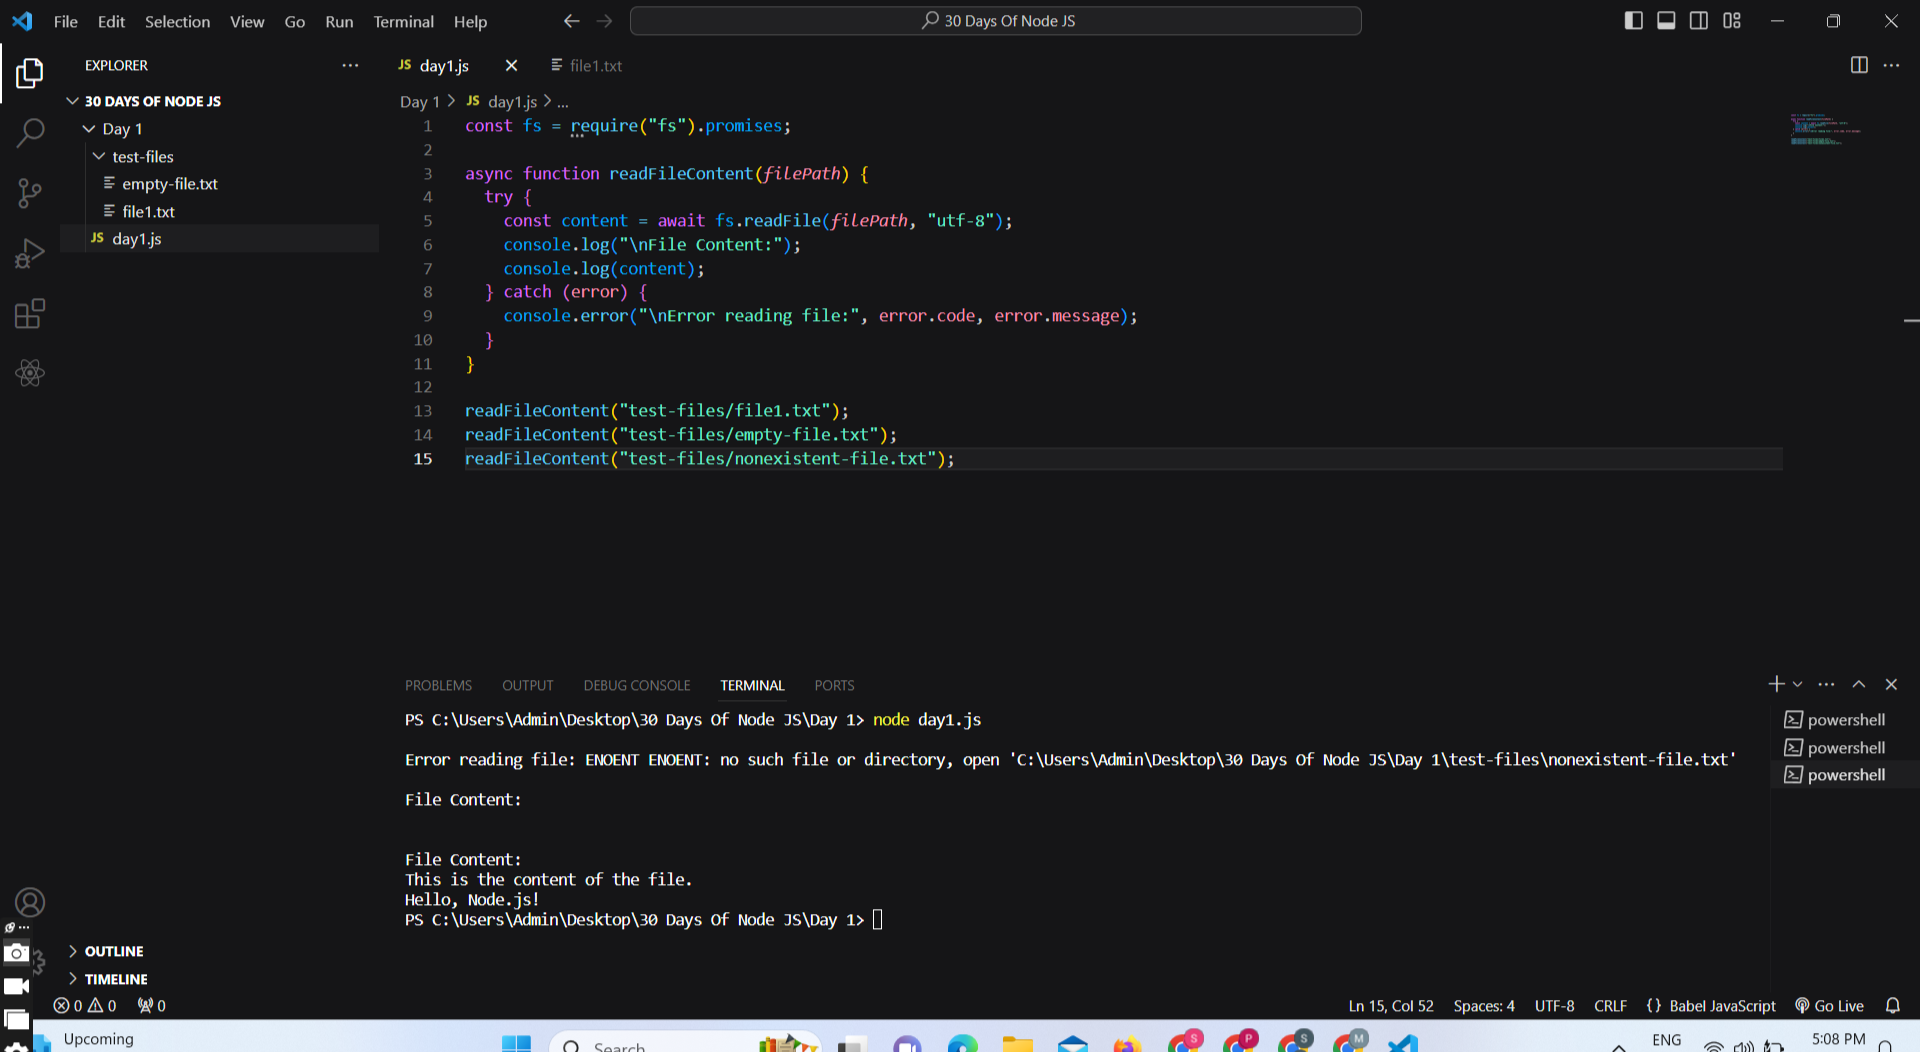 File Edit Selection View Go Run Terminal Help
30 Days Of Node JS
EXPLORER
30 DAYS OF NODE JS
Day 1
test-files
empty-file.txt
file1.txt
JS day1.js
JS day1.js
file1.txt
Day 1 > JS day1.js > ...
1 const fs = require("fs").promises;
2
3 async function readFileContent(filePath) {
4 try {
5 const content = await fs.readFile(filePath, "utf-8");
6 console.log("\nFile Content:");
7 console.log(content);
8 } catch (error) {
9 console.error("\nError reading file:", error.code, error.message);
10 }
11 }
12
13 readFileContent("test-files/file1.txt");
14 readFileContent("test-files/empty-file.txt");
15 readFileContent("test-files/nonexistent-file.txt");
PROBLEMS OUTPUT DEBUG CONSOLE TERMINAL PORTS
PS C:\Users\Admin\Desktop\30 Days Of Node JS\Day 1> node day1.js
Error reading file: ENOENT ENOENT: no such file or directory, open 'C:\Users\Admin\Desktop\30 Days Of Node JS\Day 1\test-files\nonexistent-file.txt'
File Content:
File Content:
This is the content of the file.
Hello, Node.js!
PS C:\Users\Admin\Desktop\30 Days Of Node JS\Day 1>
powershell
powershell
powershell
OUTLINE
TIMELINE
0 0 0
Ln 15, Col 52 Spaces: 4 UTF-8 CRLF {} Babel JavaScript Go Live
Upcoming
Search
S P S M
ENG
5:08 PM